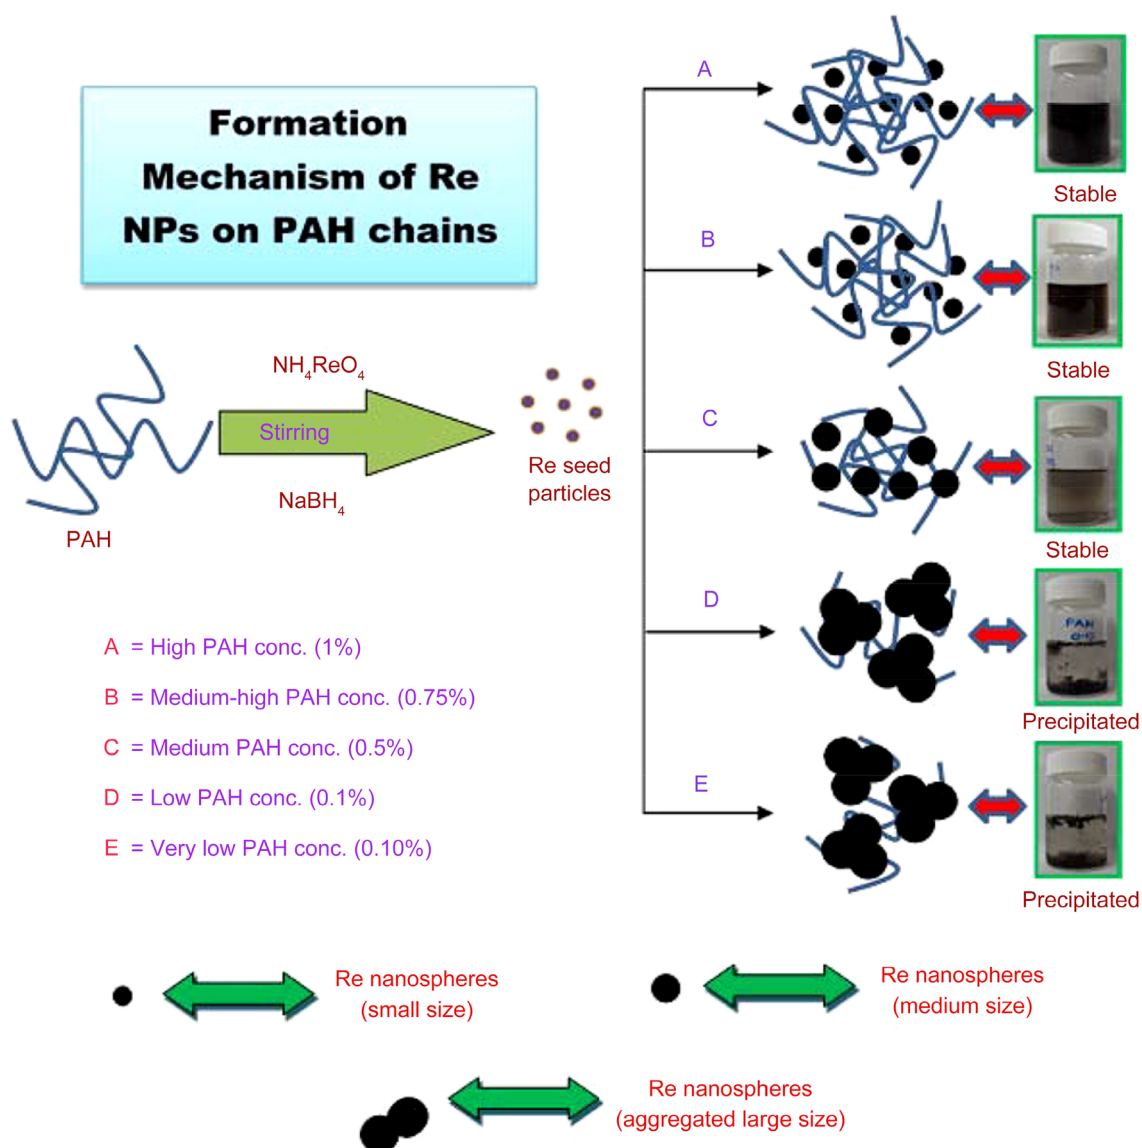 Formation
Mechanism of Re
NPs on PAH chains
NH₄ReO₄
Stirring
NaBH₄
PAH
Re seed
particles
A
Stable
B
Stable
C
Stable
D
PAH
Precipitated
E
Precipitated
A = High PAH conc. (1%)
B = Medium-high PAH conc. (0.75%)
C = Medium PAH conc. (0.5%)
D = Low PAH conc. (0.1%)
E = Very low PAH conc. (0.10%)
Re nanospheres
(small size)
Re nanospheres
(medium size)
Re nanospheres
(aggregated large size)